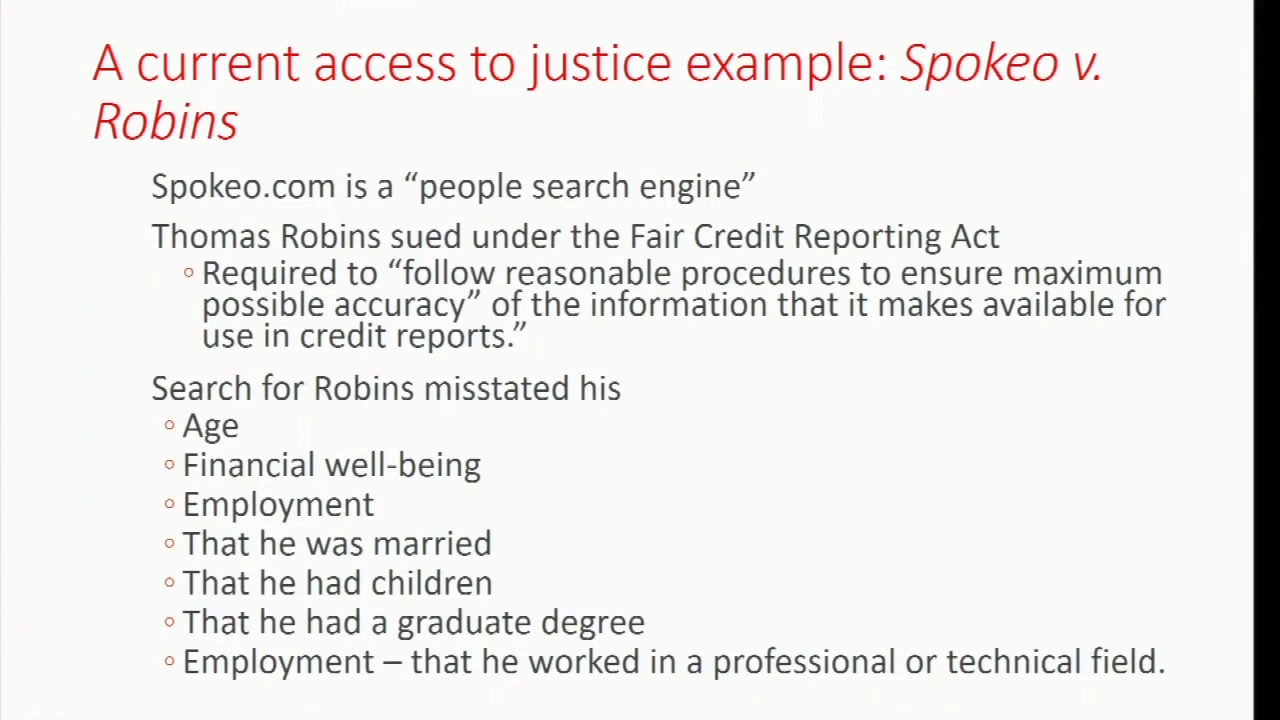 A current access to justice example: Spokeo v.
Robins
Spokeo.com is a “people search engine”
Thomas Robins sued under the Fair Credit Reporting Act
◦ Required to “follow reasonable procedures to ensure maximum
possible accuracy” of the information that it makes available for
use in credit reports.”
Search for Robins misstated his
◦ Age
◦ Financial well-being
◦ Employment
◦ That he was married
◦ That he had children
◦ That he had a graduate degree
◦ Employment – that he worked in a professional or technical field.